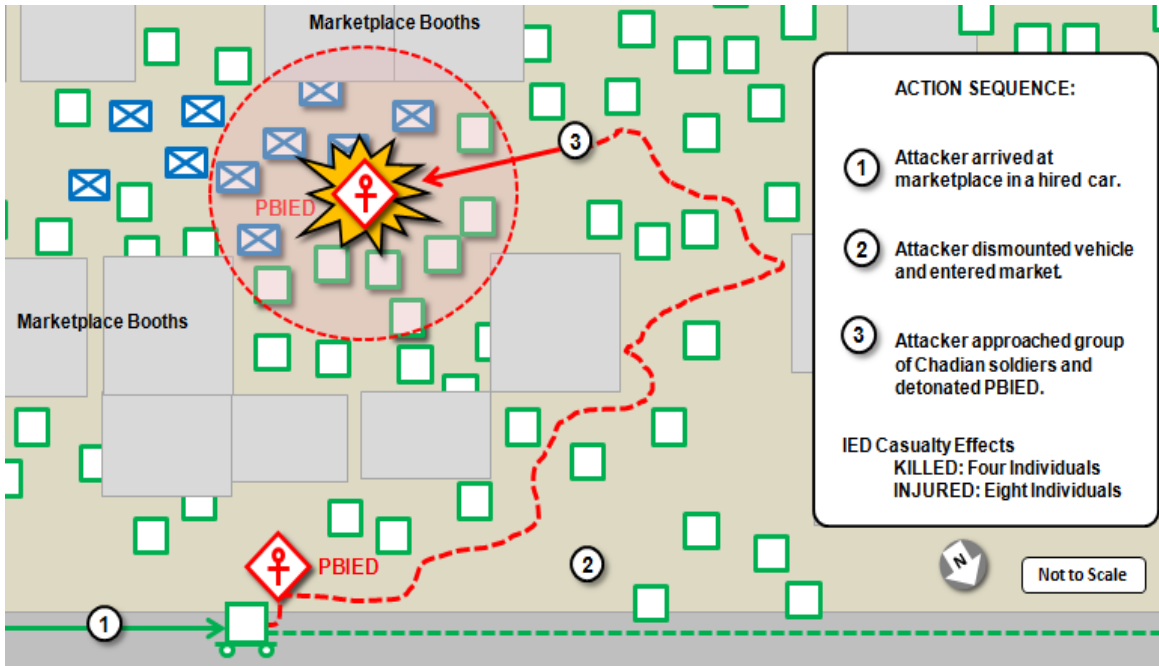 Marketplace Booths
PBIED
3
Marketplace Booths
PBIED
2
1
ACTION SEQUENCE:
1
Attacker arrived at
marketplace in a hired car.
2
Attacker dismounted vehicle
and entered market.
3
Attacker approached group
of Chadian soldiers and
detonated PBIED.
IED Casualty Effects
KILLED: Four Individuals
INJURED: Eight Individuals
N
Not to Scale